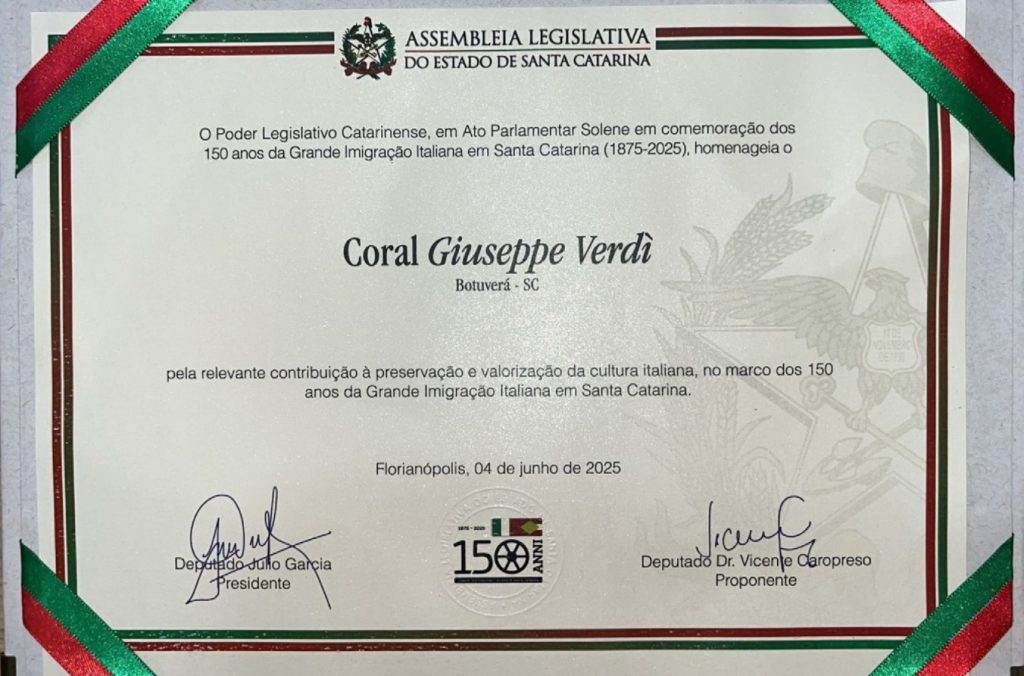 ASSEMBLEIA LEGISLATIVA
DO ESTADO DE SANTA CATARINA
O Poder Legislativo Catarinense, em Ato Parlamentar Solene em comemoração dos
150 anos da Grande Imigração Italiana em Santa Catarina (1875-2025), homenageia o
Coral Giuseppe Verdì
Botuverá - SC
pela relevante contribuição à preservação e valorização da cultura italiana, no marco dos 150
anos da Grande Imigração Italiana em Santa Catarina.
Florianópolis, 04 de junho de 2025
Deputado Julio Garcia
Presidente
1875 - 2025
150
ANNI
Deputado Dr. Vicente Caropreso
Proponente